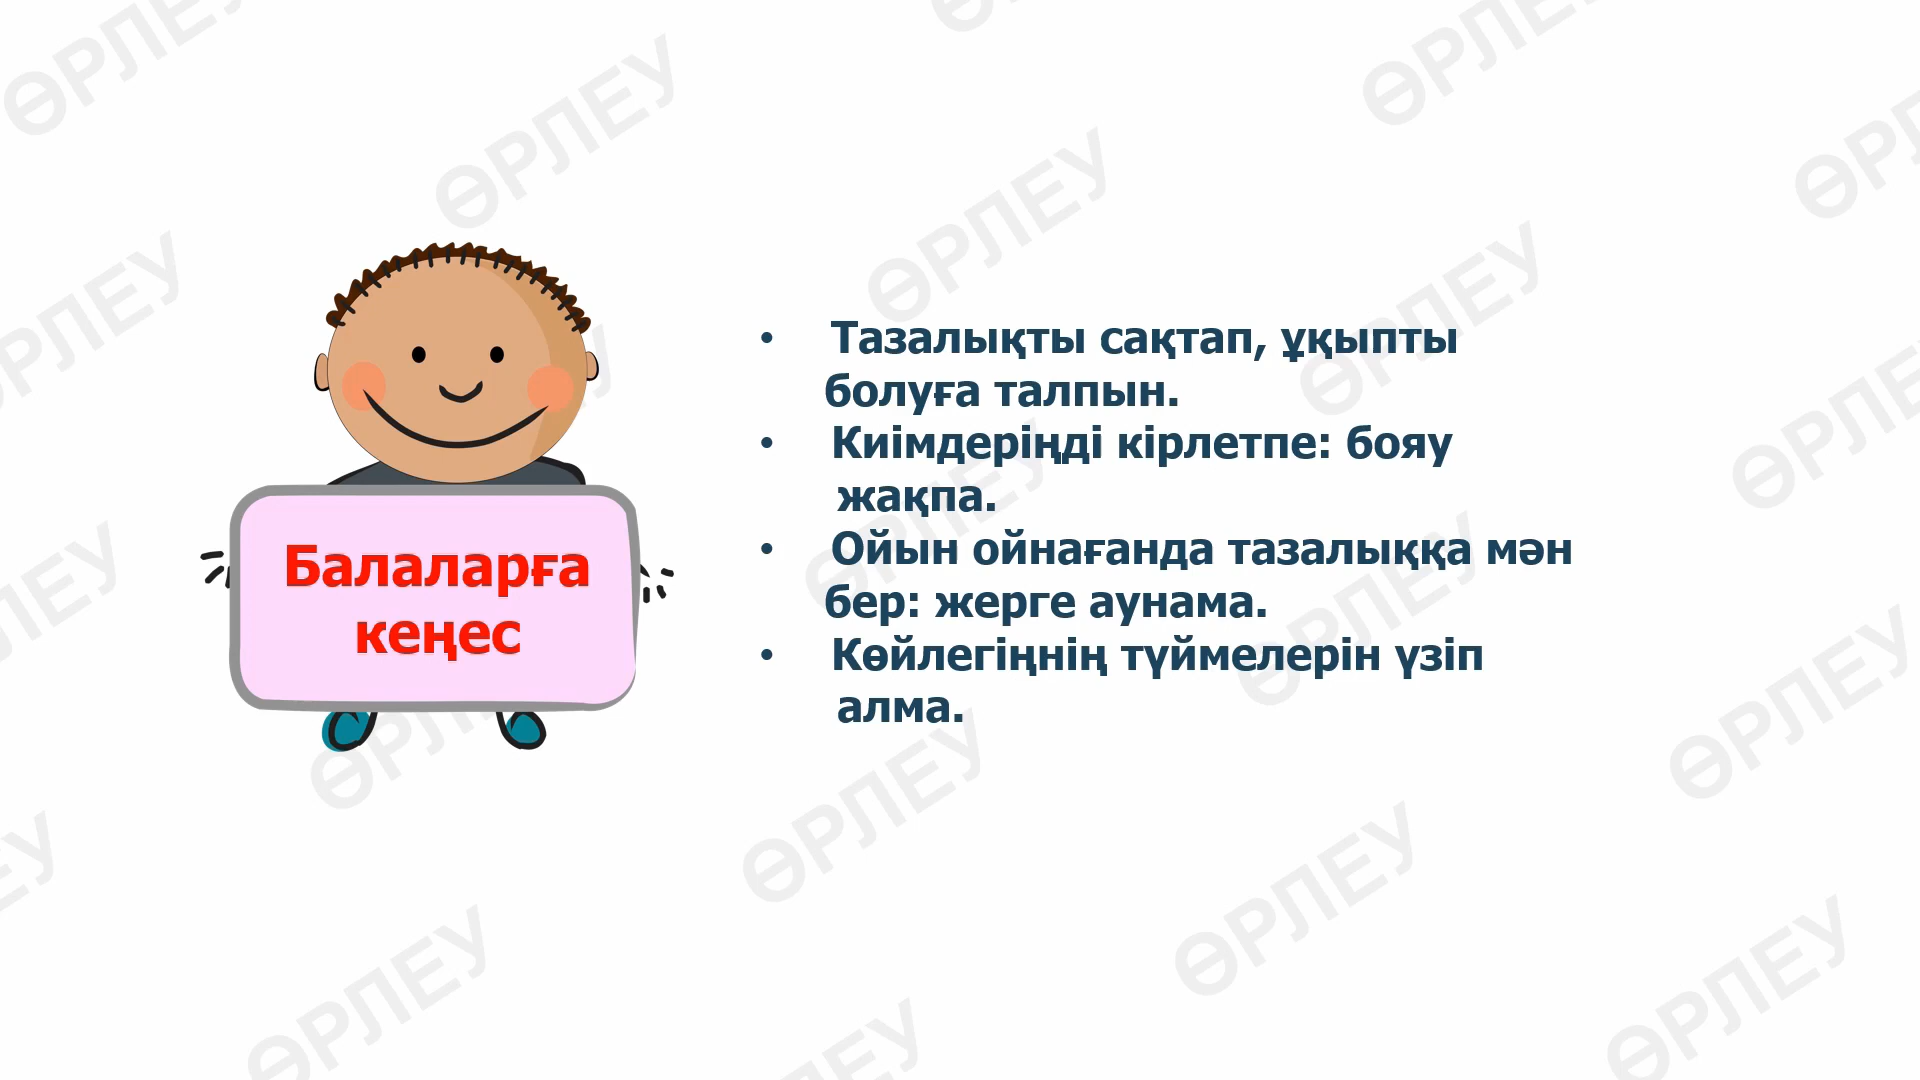 Балаларға
кеңес
• Тазалықты сақтап, ұқыпты
болуға талпын.
• Киімдеріңді кірлетпе: бояу
жақпа.
• Ойын ойнағанда тазалыққа мән
бер: жерге аунама.
• Көйлегіңнің түймелерін үзіп
алма.
ӨРЛЕУ